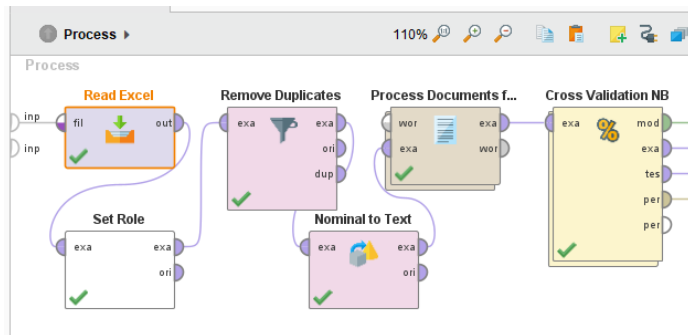 Process
110%
Process
Read Excel
inp
fil
out
inp
Remove Duplicates
exa
exa
ori
dup
Process Documents f...
wor
exa
exa
wor
Cross Validation NB
exa
%
mod
exa
tes
per
per
Set Role
exa
exa
ori
Nominal to Text
exa
exa
ori